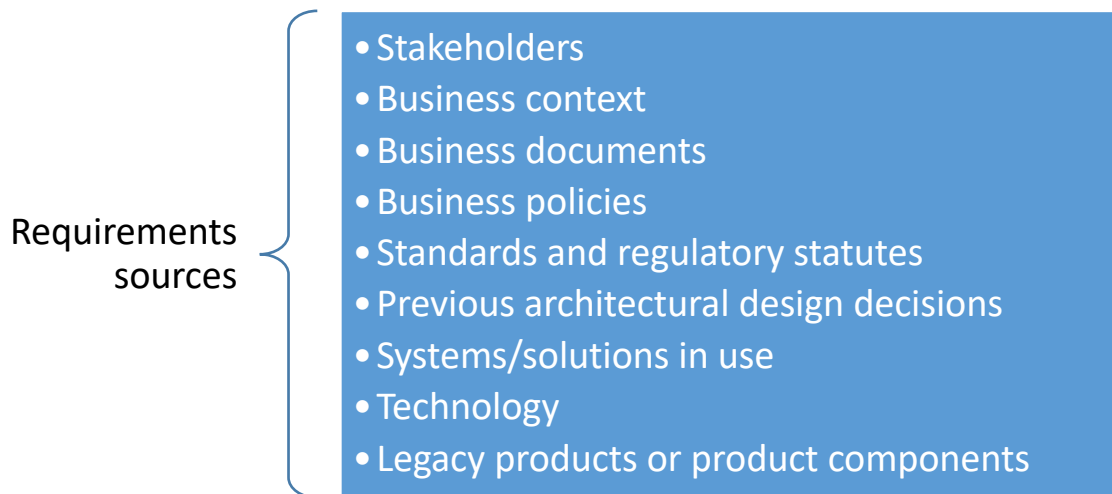 Requirements
sources
• Stakeholders
• Business context
• Business documents
• Business policies
• Standards and regulatory statutes
• Previous architectural design decisions
• Systems/solutions in use
• Technology
• Legacy products or product components